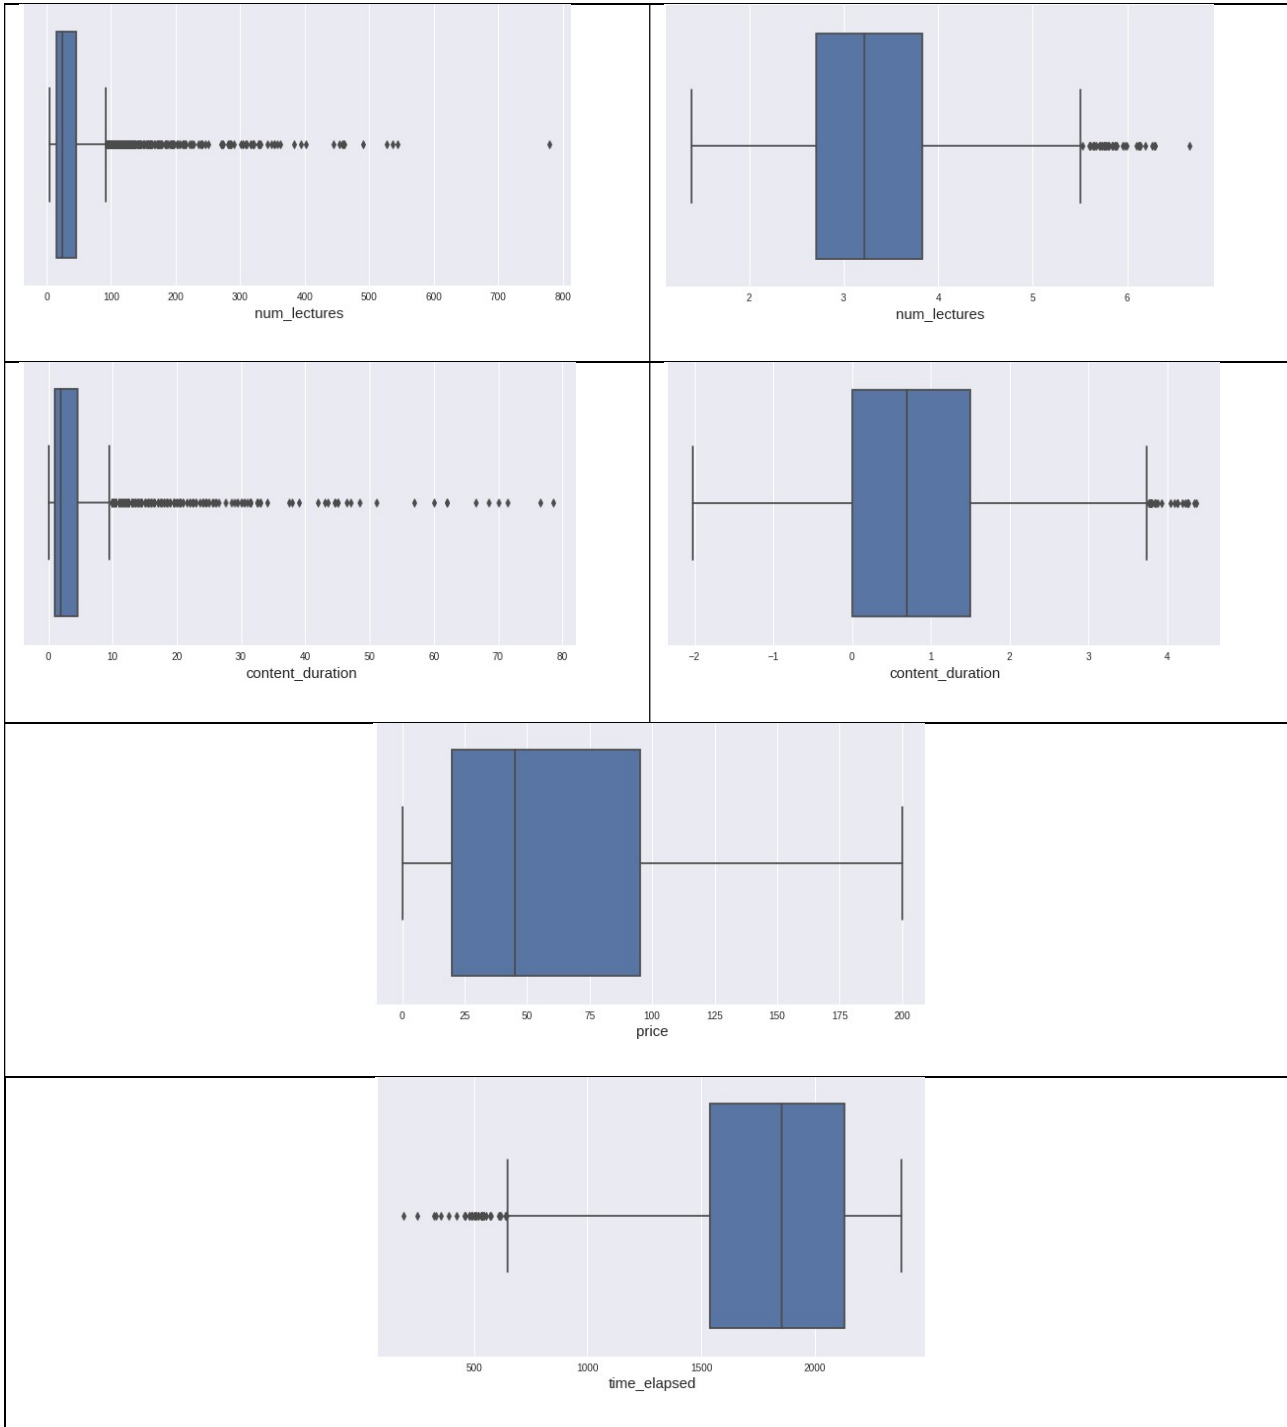 0 100 200 300 400 500 600 700 800
num_lectures
2 3 4 5 6
num_lectures
0 10 20 30 40 50 60 70 80
content_duration
−2 −1 0 1 2 3 4
content_duration
0 25 50 75 100 125 150 175 200
price
500 1000 1500 2000
time_elapsed